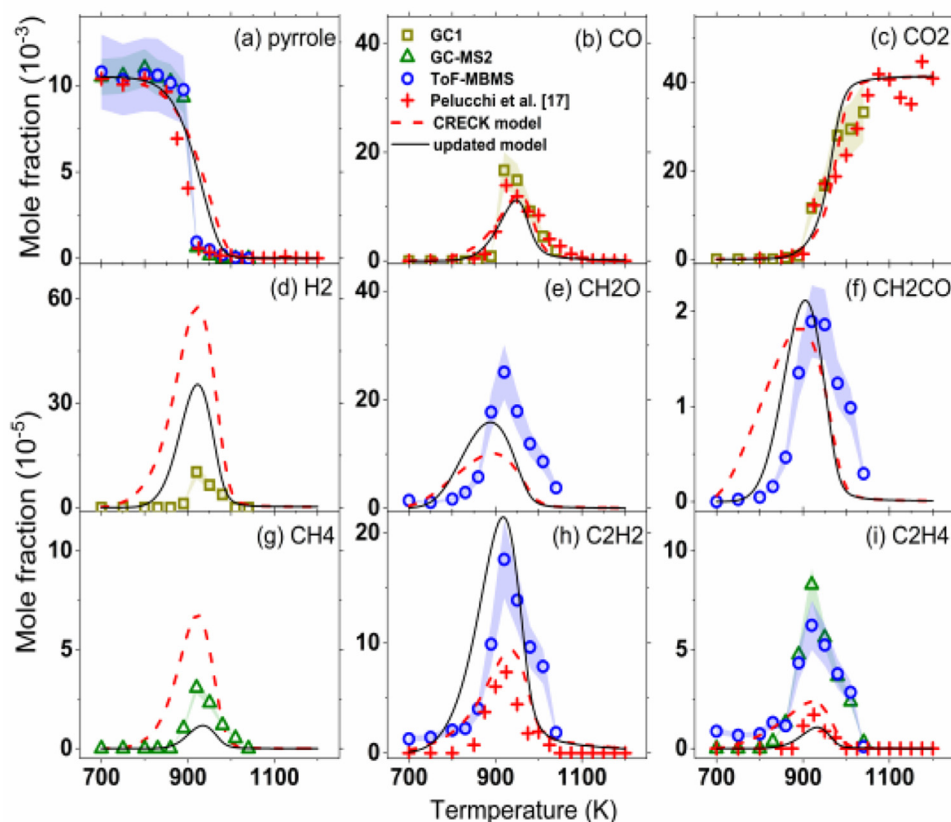 (a) pyrrole
(b) CO
(c) CO2
GC1
GC-MS2
ToF-MBMS
Pelucchi et al. [17]
CRECK model
updated model
Mole fraction (10-3)
10
5
0
40
20
0
40
20
0
(d) H2
(e) CH2O
(f) CH2CO
60
30
0
40
20
0
2
1
0
Mole fraction (10-5)
(g) CH4
(h) C2H2
(i) C2H4
10
5
0
20
10
0
10
5
0
700 900 1100
700 900 1100
700 900 1100
Termperature (K)